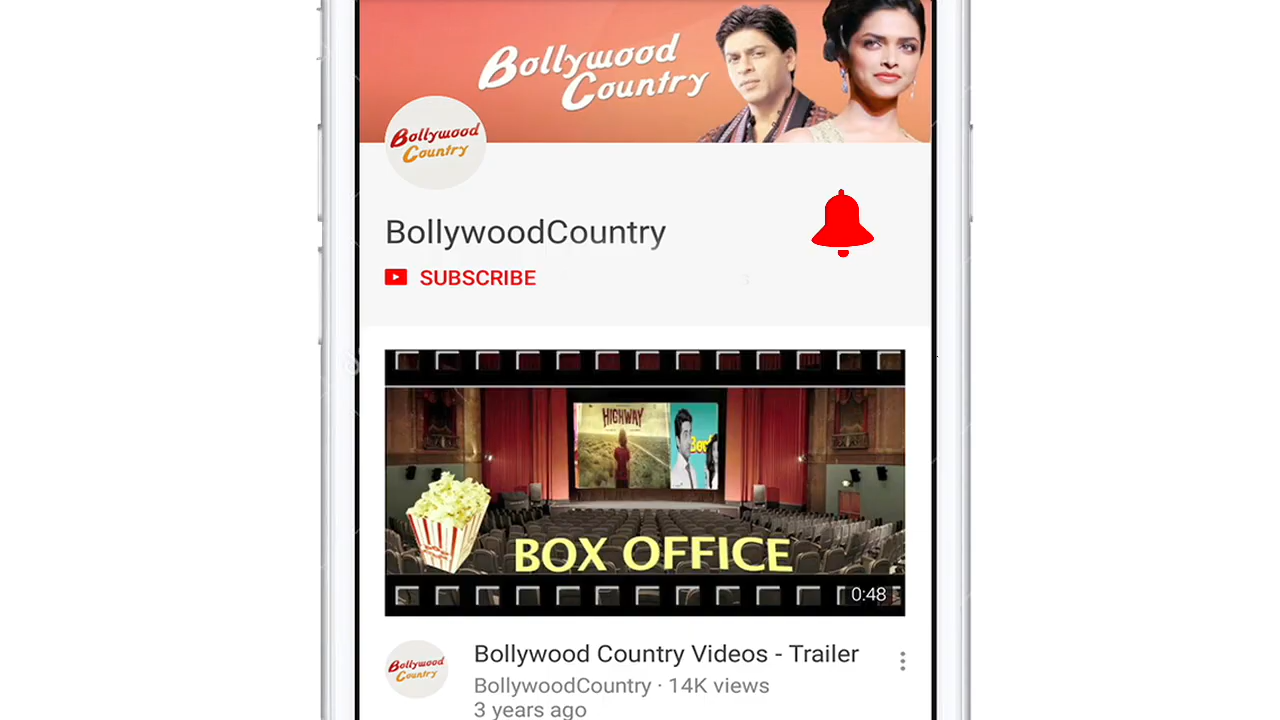 Bollywood
Country
Bollywood
Country
BollywoodCountry
SUBSCRIBE
HIGHWAY
BOX OFFICE
0:48
Bollywood
Country
Bollywood Country Videos - Trailer
BollywoodCountry · 14K views
3 years ago